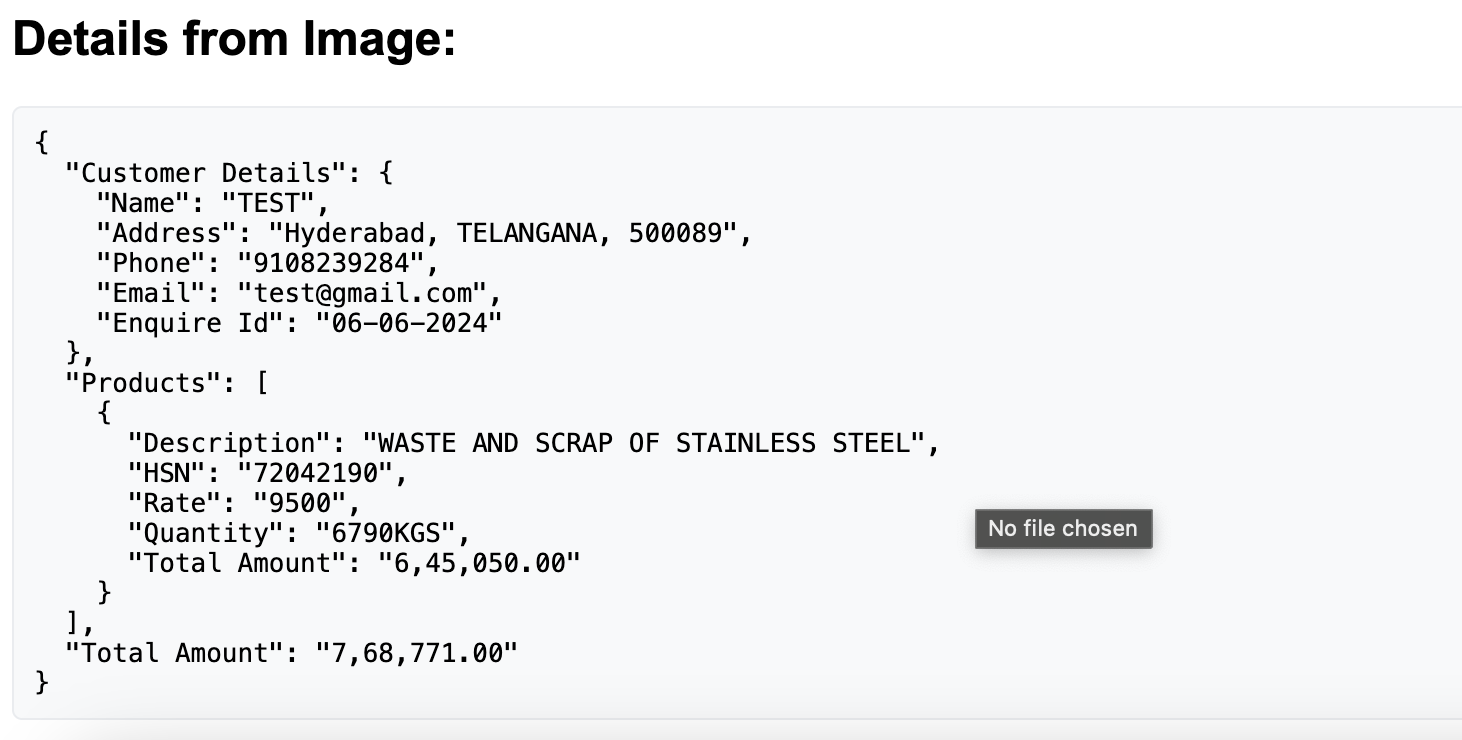 Details from Image:
{
  "Customer Details": {
    "Name": "TEST",
    "Address": "Hyderabad, TELANGANA, 500089",
    "Phone": "9108239284",
    "Email": "test@gmail.com",
    "Enquire Id": "06-06-2024"
  },
  "Products": [
    {
      "Description": "WASTE AND SCRAP OF STAINLESS STEEL",
      "HSN": "72042190",
      "Rate": "9500",
      "Quantity": "6790KGS",
      "Total Amount": "6,45,050.00"
    }
  ],
  "Total Amount": "7,68,771.00"
}
No file chosen